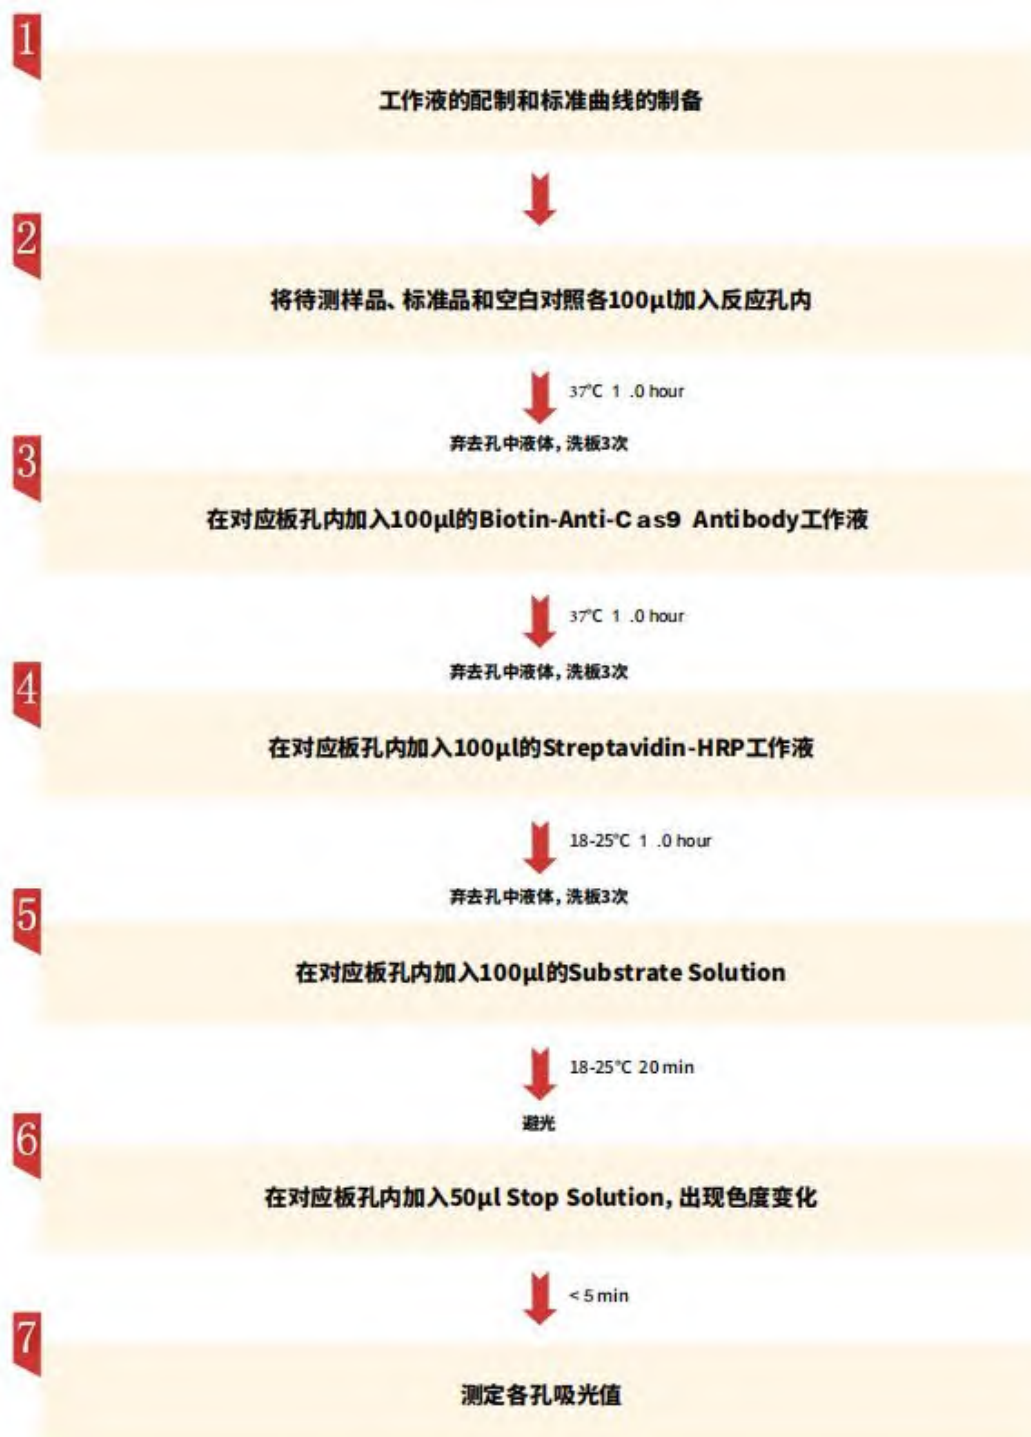 1
工作液的配制和标准曲线的制备
2
将待测样品、标准品和空白对照各100μl加入反应孔内
37℃ 1 .0 hour
弃去孔中液体，洗板3次
3
在对应板孔内加入100μl的Biotin-Anti-C as9 Antibody工作液
37℃ 1 .0 hour
弃去孔中液体，洗板3次
4
在对应板孔内加入100μl的Streptavidin-HRP工作液
18-25℃ 1 .0 hour
弃去孔中液体，洗板3次
5
在对应板孔内加入100μl的Substrate Solution
18-25℃ 20 min
避光
6
在对应板孔内加入50μl Stop Solution，出现色度变化
< 5 min
7
测定各孔吸光值